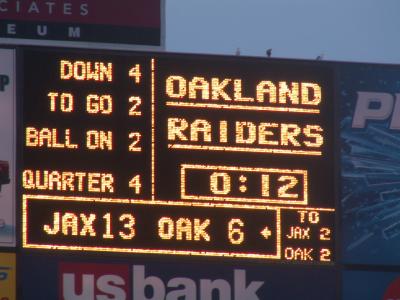 CIATES
EUM
DOWN 4
TO GO 2
BALL ON 2
QUARTER 4
OAKLAND
RAIDERS
0:12
JAX 13 OAK 6
TO
JAX 2
OAK 2
us bank